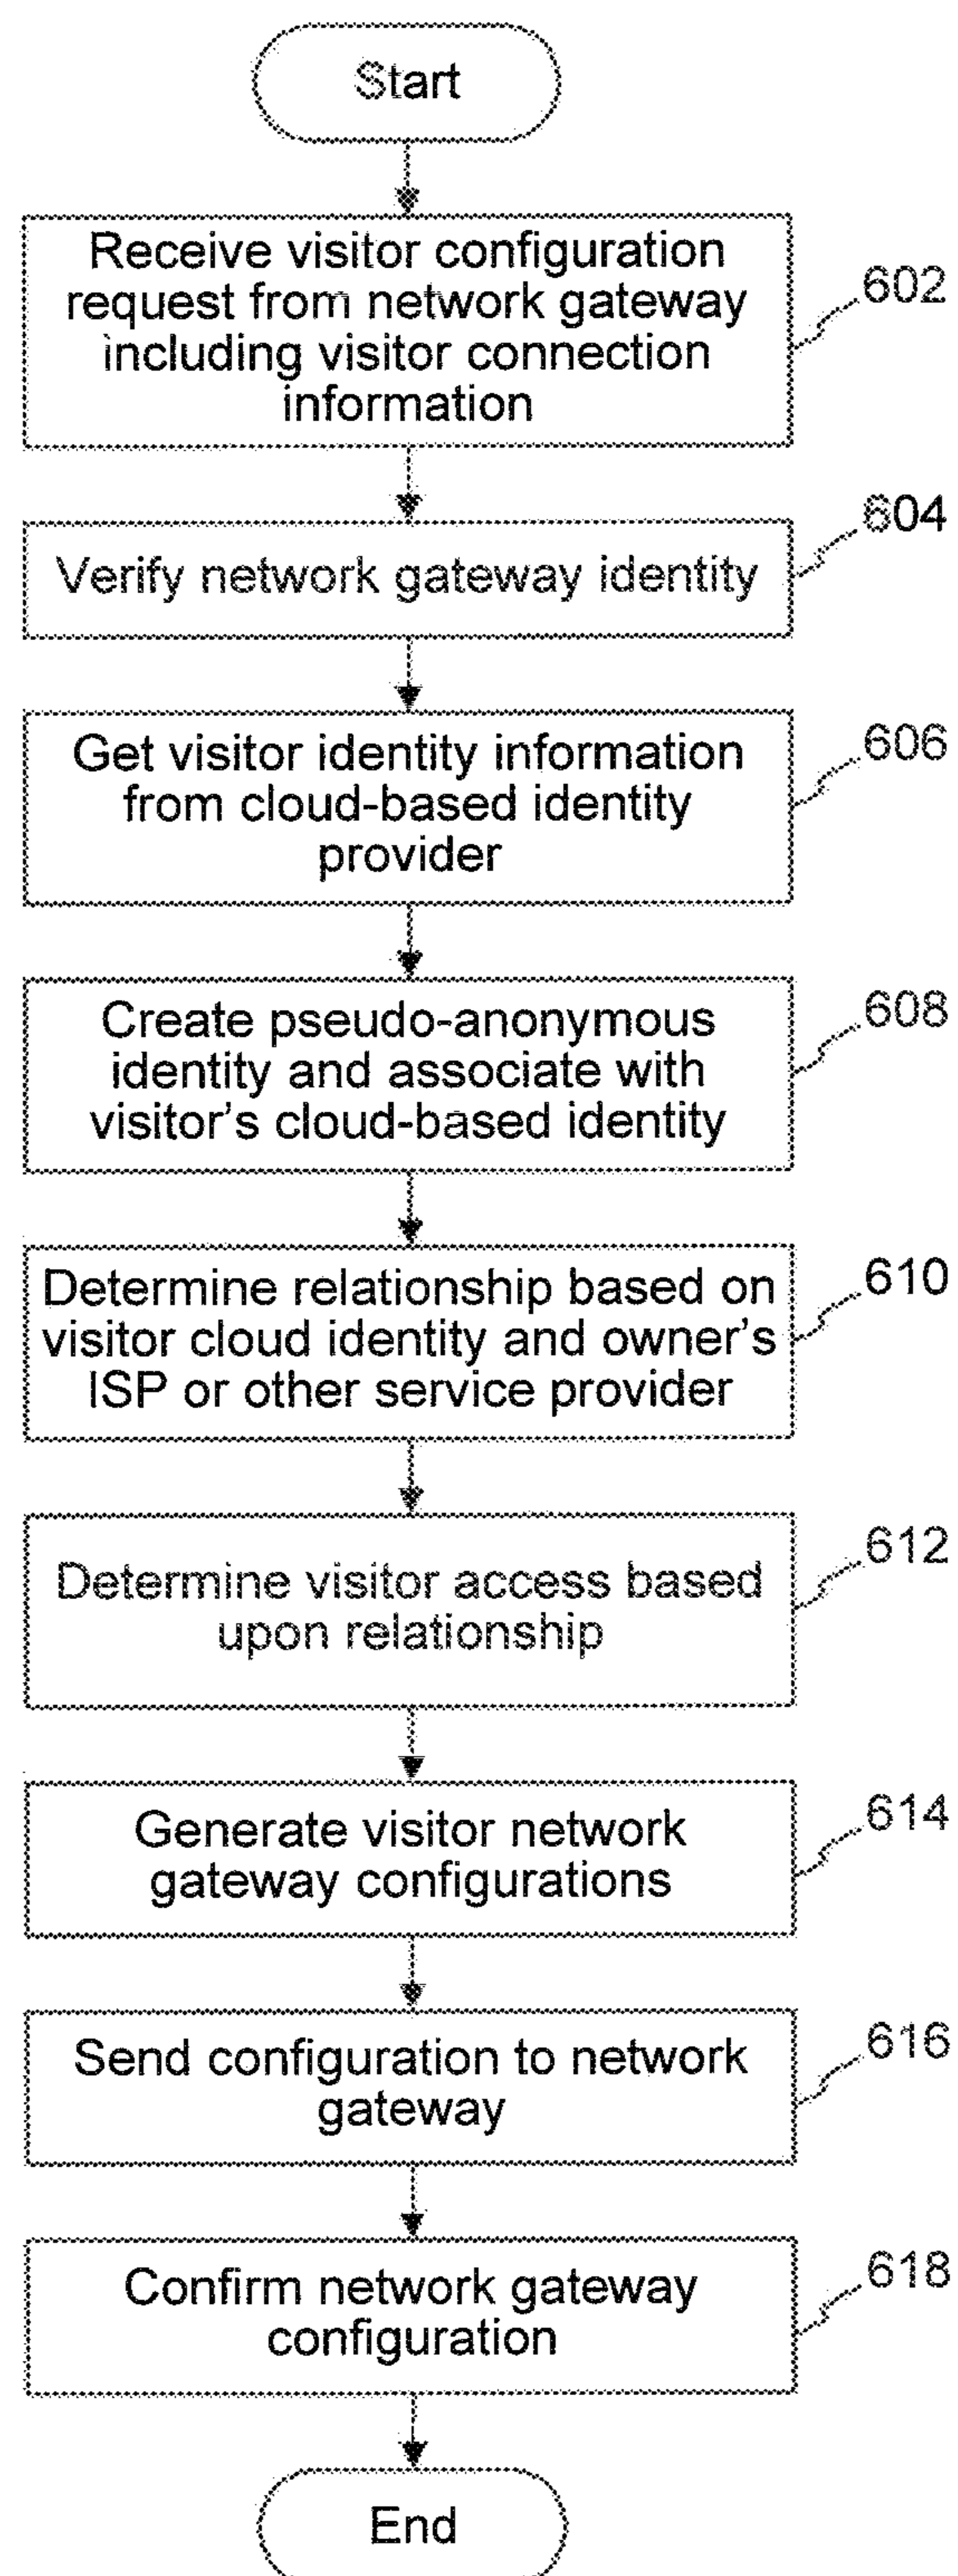 Start
Receive visitor configuration
request from network gateway
including visitor connection
information
602
Verify network gateway identity
604
Get visitor identity information
from cloud-based identity
provider
606
Create pseudo-anonymous
identity and associate with
visitor's cloud-based identity
608
Determine relationship based on
visitor cloud identity and owner's
ISP or other service provider
610
Determine visitor access based
upon relationship
612
Generate visitor network
gateway configurations
614
Send configuration to network
gateway
616
Confirm network gateway
configuration
618
End